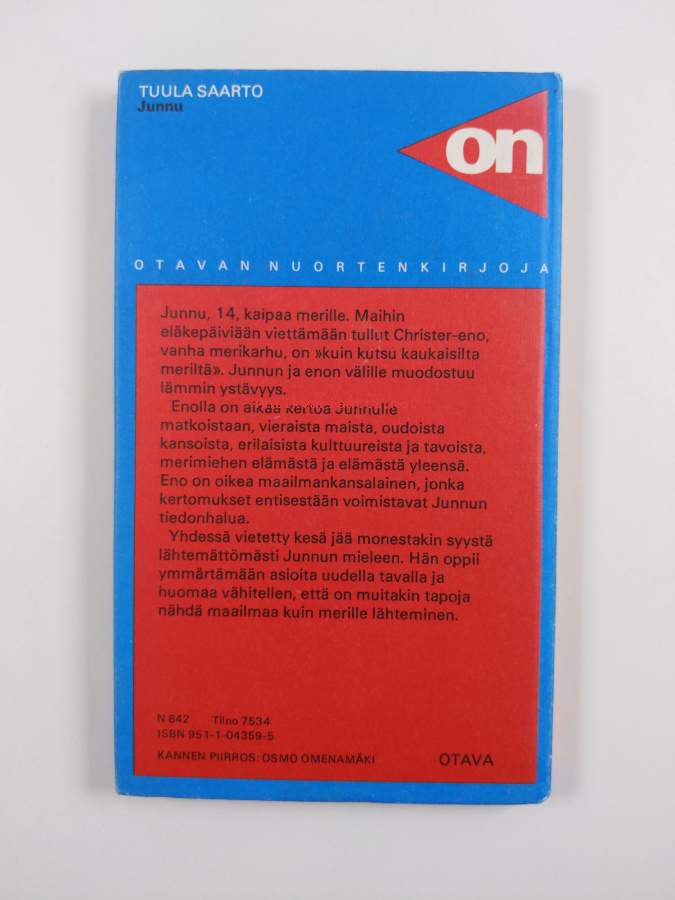 TUULA SAARTO
Junnu
on
OTAVAN NUORTENKIRJOJA
Junnu, 14, kaipaa merille. Maihin
eläkepäiviään viettämään tullut Christer-eno,
vanha merikarhu, on »kuin kutsu kaukaisilta
meriltä». Junnun ja enon välille muodostuu
lämmin ystävyys.
Enolla on aikaa kertoa Junnulle
matkoistaan, vieraista maista, oudoista
kansoista, erilaisista kulttuureista ja tavoista,
merimiehen elämästä ja elämästä yleensä.
Eno on oikea maailmankansalainen, jonka
kertomukset entisestään voimistavat Junnun
tiedonhalua.
Yhdessä vietetty kesä jää monestakin syystä
lähtemättömästi Junnun mieleen. Hän oppii
ymmärtämään asioita uudella tavalla ja
huomaa vähitellen, että on muitakin tapoja
nähdä maailmaa kuin merille lähteminen.
N 842 Tilno 7534
ISBN 951-1-04359-5
KANNEN PIIRROS: OSMO OMENAMÄKI OTAVA